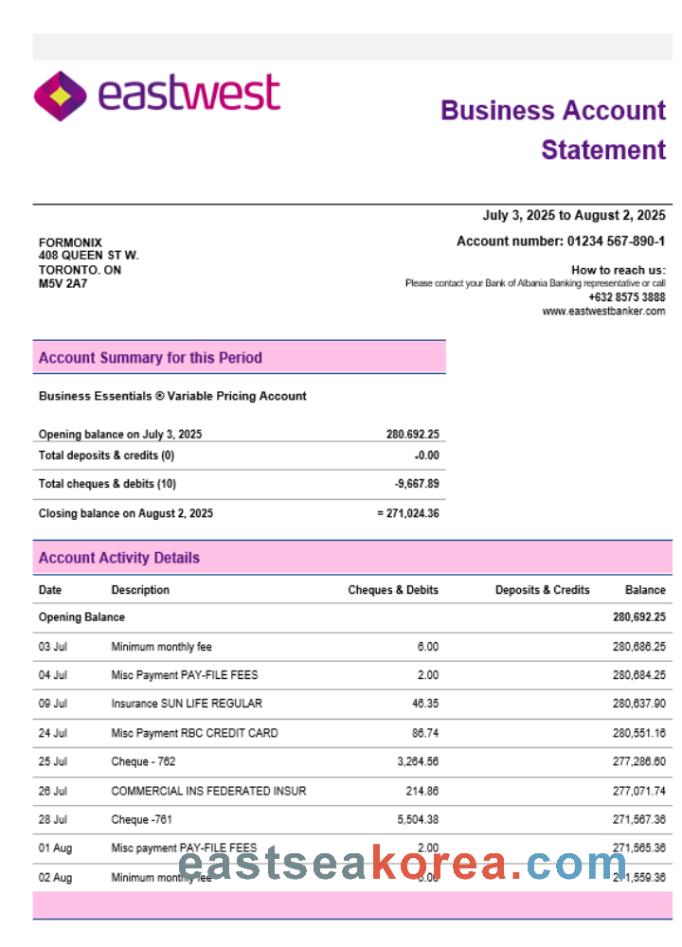 eastwest
Business Account
Statement
July 3, 2025 to August 2, 2025
Account number: 01234 567-890-1
FORMONIX
408 QUEEN ST W.
TORONTO. ON
M5V 2A7
How to reach us:
Please contact your Bank of Albania Banking representative or call
+632 8575 3888
www.eastwestbanker.com
Account Summary for this Period
Business Essentials ® Variable Pricing Account
Opening balance on July 3, 2025 280.692.25
Total deposits & credits (0) -0.00
Total cheques & debits (10) -9,667.89
Closing balance on August 2, 2025 = 271,024.36
Account Activity Details
Date Description Cheques & Debits Deposits & Credits Balance
Opening Balance 280,692.25
03 Jul Minimum monthly fee 6.00 280,686.25
04 Jul Misc Payment PAY-FILE FEES 2.00 280,684.25
09 Jul Insurance SUN LIFE REGULAR 46.35 280,637.90
24 Jul Misc Payment RBC CREDIT CARD 86.74 280,551.16
25 Jul Cheque - 762 3,264.56 277,286.60
26 Jul COMMERCIAL INS FEDERATED INSUR 214.86 277,071.74
28 Jul Cheque -761 5,504.38 271,567.36
01 Aug Misc payment PAY-FILE FEES 2.00 271,565.36
02 Aug Minimum monthly fee 6.00 271,559.36
eastseakorea.com